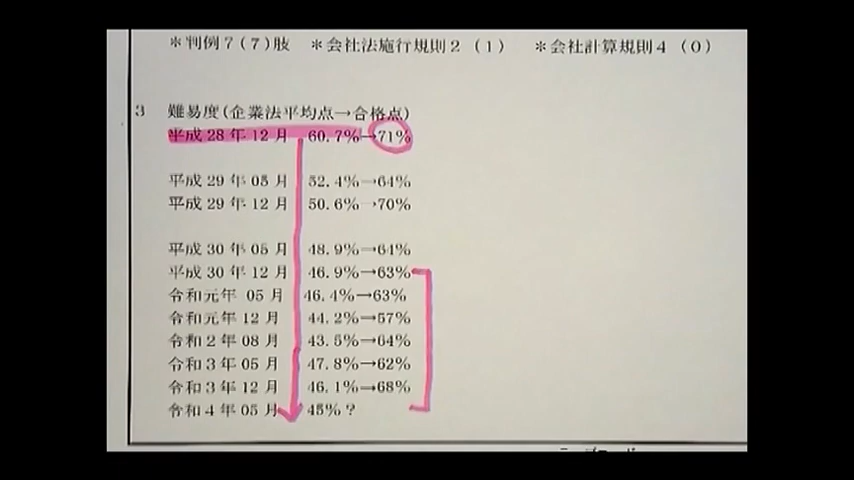 ＊判例７(７)肢　＊会社法施行規則２（１）　＊会社計算規則４（０）
3　難易度(企業法平均点→合格点)
平成28年12月　60.7%→71%
平成29年05月　52.4%→64%
平成29年12月　50.6%→70%
平成30年05月　48.9%→64%
平成30年12月　46.9%→63%
令和元年 05月　46.4%→63%
令和元年12月　44.2%→57%
令和２年08月　43.5%→64%
令和３年05月　47.8%→62%
令和３年12月　46.1%→68%
令和４年05月　45%？